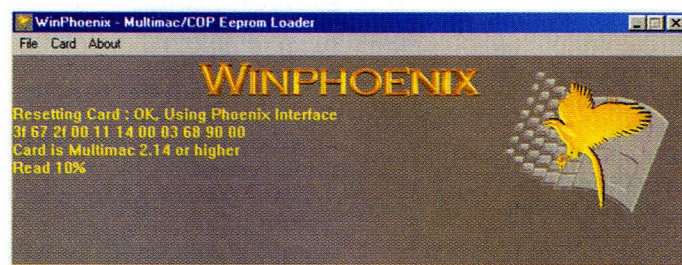 WinPhoenix - Multimac/COP Eeprom Loader
File Card About
WINPHOENIX
Resetting Card : OK, Using Phoenix Interface
3f 67 2f 00 11 14 00 03 68 90 00
Card is Multimac 2.14 or higher
Read 10%